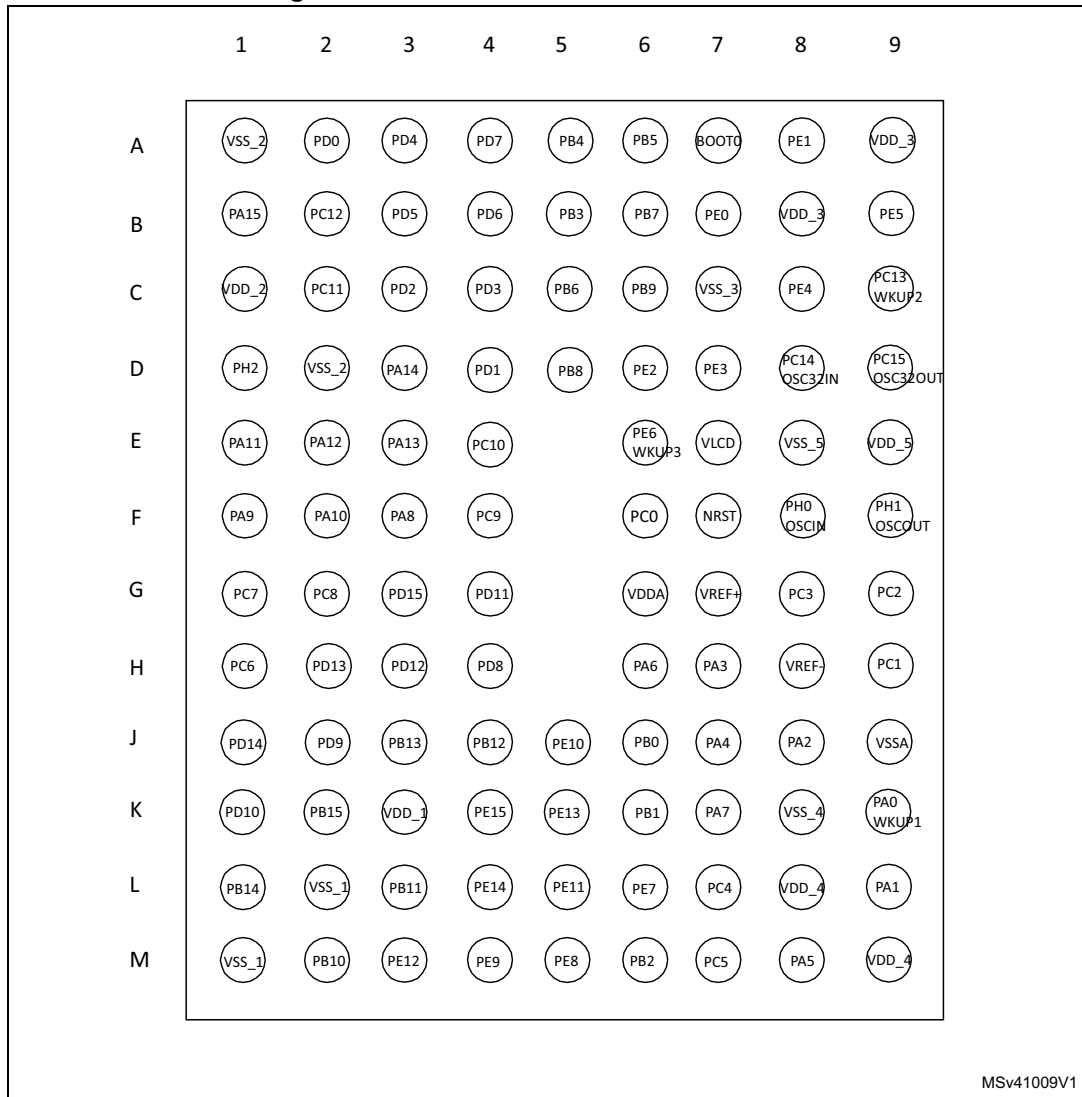 1 2 3 4 5 6 7 8 9
A VSS_2 PD0 PD4 PD7 PB4 PB5 BOOT0 PE1 VDD_3
B PA15 PC12 PD5 PD6 PB3 PB7 PE0 VDD_3 PE5
C VDD_2 PC11 PD2 PD3 PB6 PB9 VSS_3 PE4 PC13 WKUP2
D PH2 VSS_2 PA14 PD1 PB8 PE2 PE3 PC14 OSC32IN PC15 OSC32OUT
E PA11 PA12 PA13 PC10 PE6 WKUP3 VLCD VSS_5 VDD_5
F PA9 PA10 PA8 PC9 PC0 NRST PH0 OSCIN PH1 OSCOUT
G PC7 PC8 PD15 PD11 VDDA VREF+ PC3 PC2
H PC6 PD13 PD12 PD8 PA6 PA3 VREF- PC1
J PD14 PD9 PB13 PB12 PE10 PB0 PA4 PA2 VSSA
K PD10 PB15 VDD_1 PE15 PE13 PB1 PA7 VSS_4 PA0 WKUP1
L PB14 VSS_1 PB11 PE14 PE11 PE7 PC4 VDD_4 PA1
M VSS_1 PB10 PE12 PE9 PE8 PB2 PC5 PA5 VDD_4
MSv41009V1